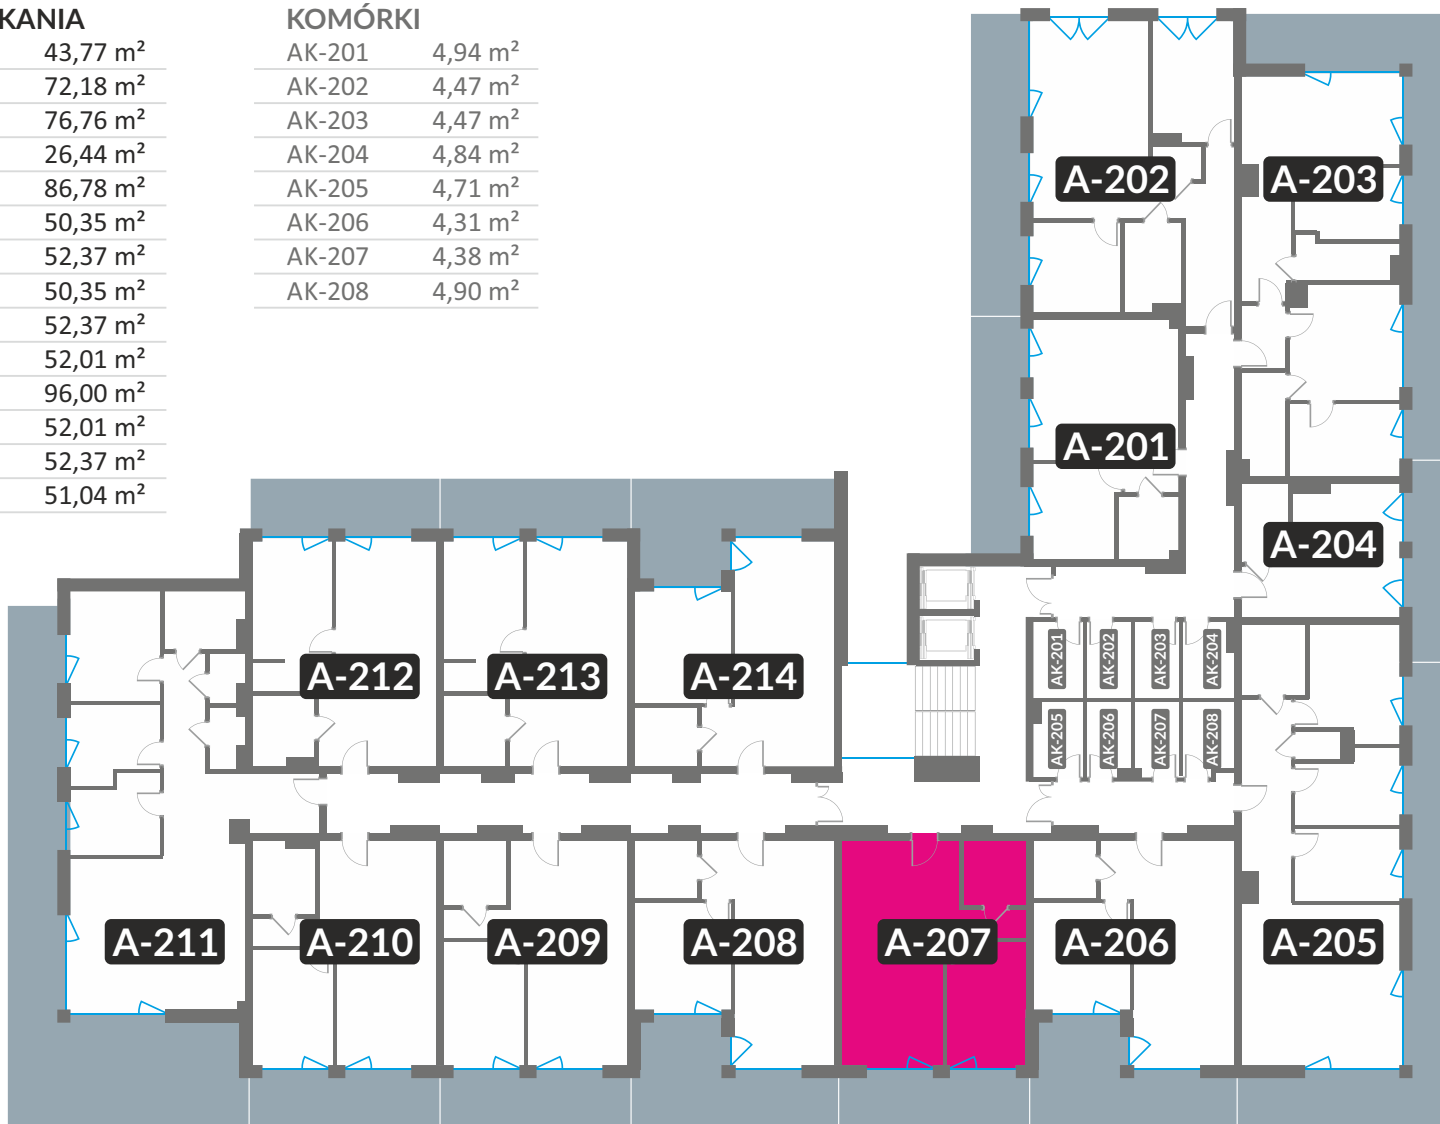 KANIA
43,77 m²
72,18 m²
76,76 m²
26,44 m²
86,78 m²
50,35 m²
52,37 m²
50,35 m²
52,37 m²
52,01 m²
96,00 m²
52,01 m²
52,37 m²
51,04 m²
KOMÓRKI
AK-201 4,94 m²
AK-202 4,47 m²
AK-203 4,47 m²
AK-204 4,84 m²
AK-205 4,71 m²
AK-206 4,31 m²
AK-207 4,38 m²
AK-208 4,90 m²
A-202
A-203
A-201
A-204
AK-201
AK-202
AK-203
AK-204
A-212
A-213
A-214
AK-205
AK-206
AK-207
AK-208
A-211
A-210
A-209
A-208
A-207
A-206
A-205